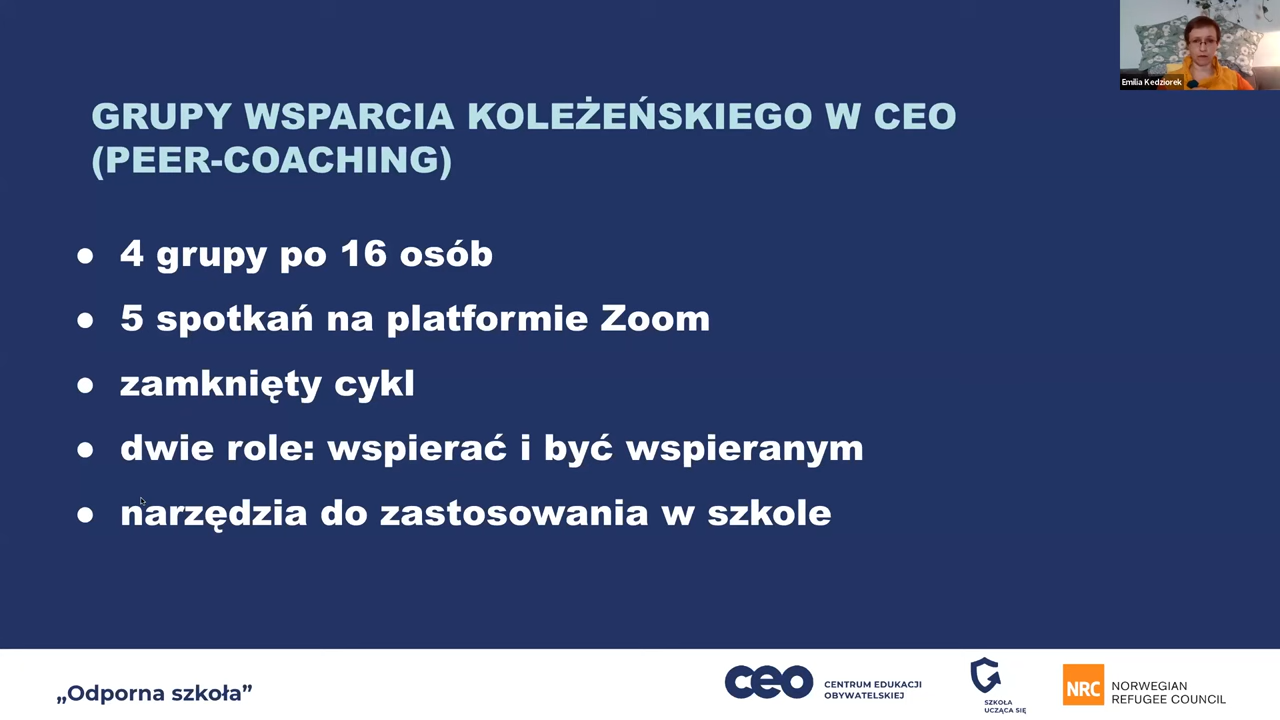 Emilia Kedziorek
GRUPY WSPARCIA KOLEŻEŃSKIEGO W CEO
(PEER-COACHING)
● 4 grupy po 16 osób
● 5 spotkań na platformie Zoom
● zamknięty cykl
● dwie role: wspierać i być wspieranym
● narzędzia do zastosowania w szkole
„Odporna szkoła”
ceo
CENTRUM EDUKACJI
OBYWATELSKIEJ
SZKOŁA
UCZĄCA SIĘ
NRC
NORWEGIAN
REFUGEE COUNCIL